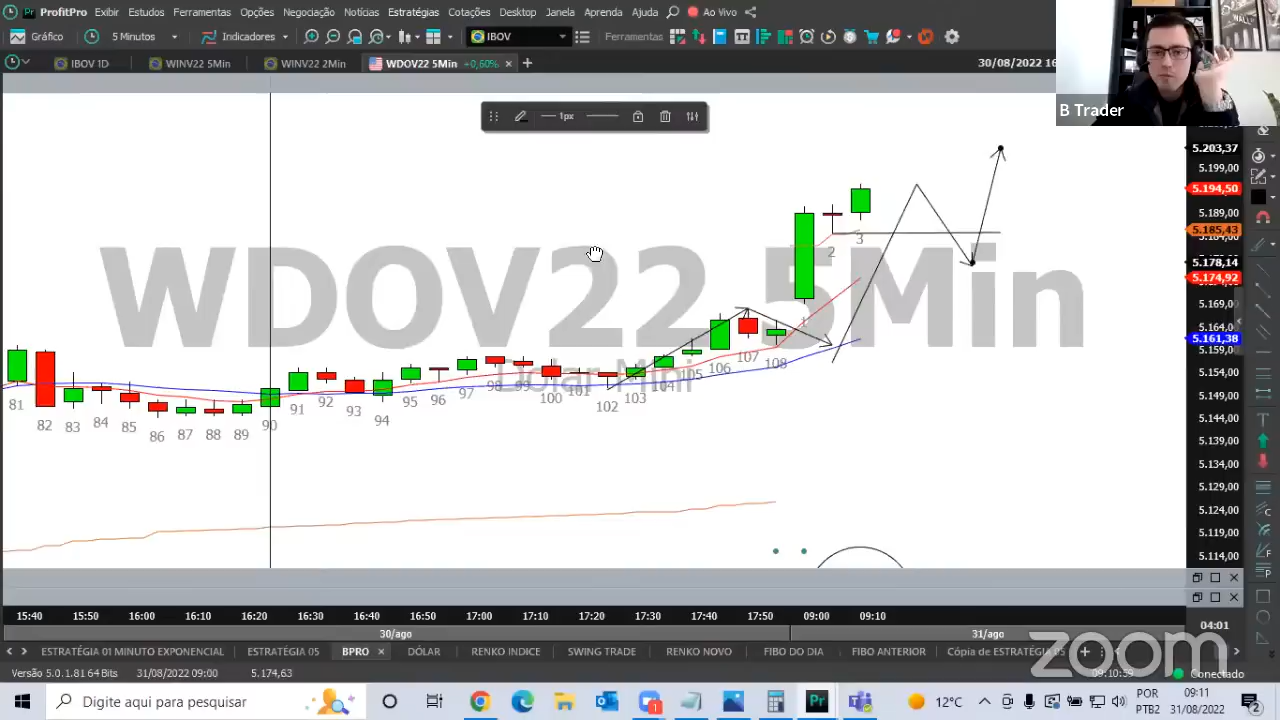 ProfitPro Exibir Estudos Ferramentas Opções Negociação Notícias Estratégias Cotações Desktop Janela Aprenda Ajuda Ao Vivo
Gráfico 5 Minutos Indicadores IBOV Ferramentas
IBOV 1D WINV22 5Min WINV22 2Min WDOV22 5Min +0,60% 30/08/2022 16
B Trader
1px
5.203,37
5.199,00
5.194,50
5.189,00
5.185,43
5.178,14
5.174,92
5.169,00
5.164,00
5.161,38
5.159,00
5.154,00
5.149,00
5.144,00
5.139,00
5.134,00
5.129,00
5.124,00
5.119,00
5.114,00
WDOV22 5Min
Dólar Mini
81 82 83 84 85 86 87 88 89 90 91 92 93 94 95 96 97 98 99 100 101 102 103 104 105 106 107 108 1 2 3
15:40 15:50 16:00 16:10 16:20 16:30 16:40 16:50 17:00 17:10 17:20 17:30 17:40 17:50 09:00 09:10
04:01
30/ago 31/ago
ESTRATÉGIA 01 MINUTO EXPONENCIAL ESTRATÉGIA 05 BPRO DÓLAR RENKO INDICE SWING TRADE RENKO NOVO FIBO DO DIA FIBO ANTERIOR Cópia de ESTRATÉGIA 05
zoom
Versão 5.0.1.81 64 Bits 31/08/2022 09:00 5.174,63 09:10:59 Conectado
Digite aqui para pesquisar 12°C POR 09:11
PTB2 31/08/2022